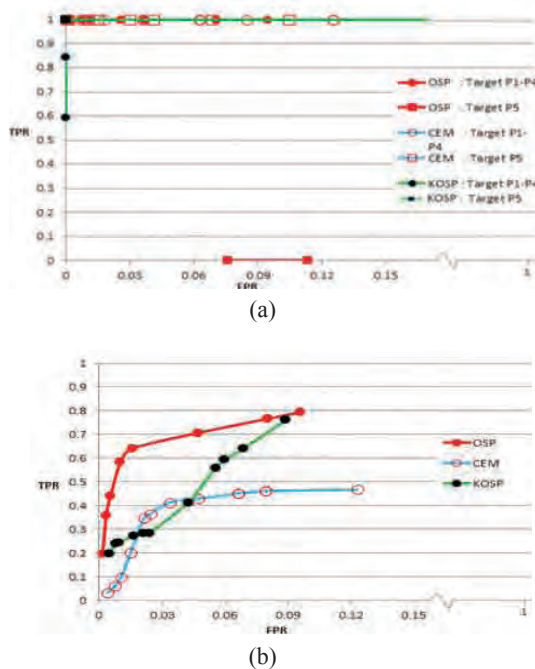 1
0.9
0.8
0.7
0.6
0.5
0.4
0.3
0.2
0.1
0
TPR
OSP : Target P1-P4
OSP : Target P5
CEM : Target P1-
P4
CEM : Target P5
KOSP : Target P1-P4
KOSP : Target P5
0 0.03 0.06 0.09 0.12 0.15 1
FPR
(a)
1
0.9
0.8
0.7
0.6
0.5
0.4
0.3
0.2
0.1
0
TPR
OSP
CEM
KOSP
0 0.03 0.06 0.09 0.12 0.15 1
FPR
(b)